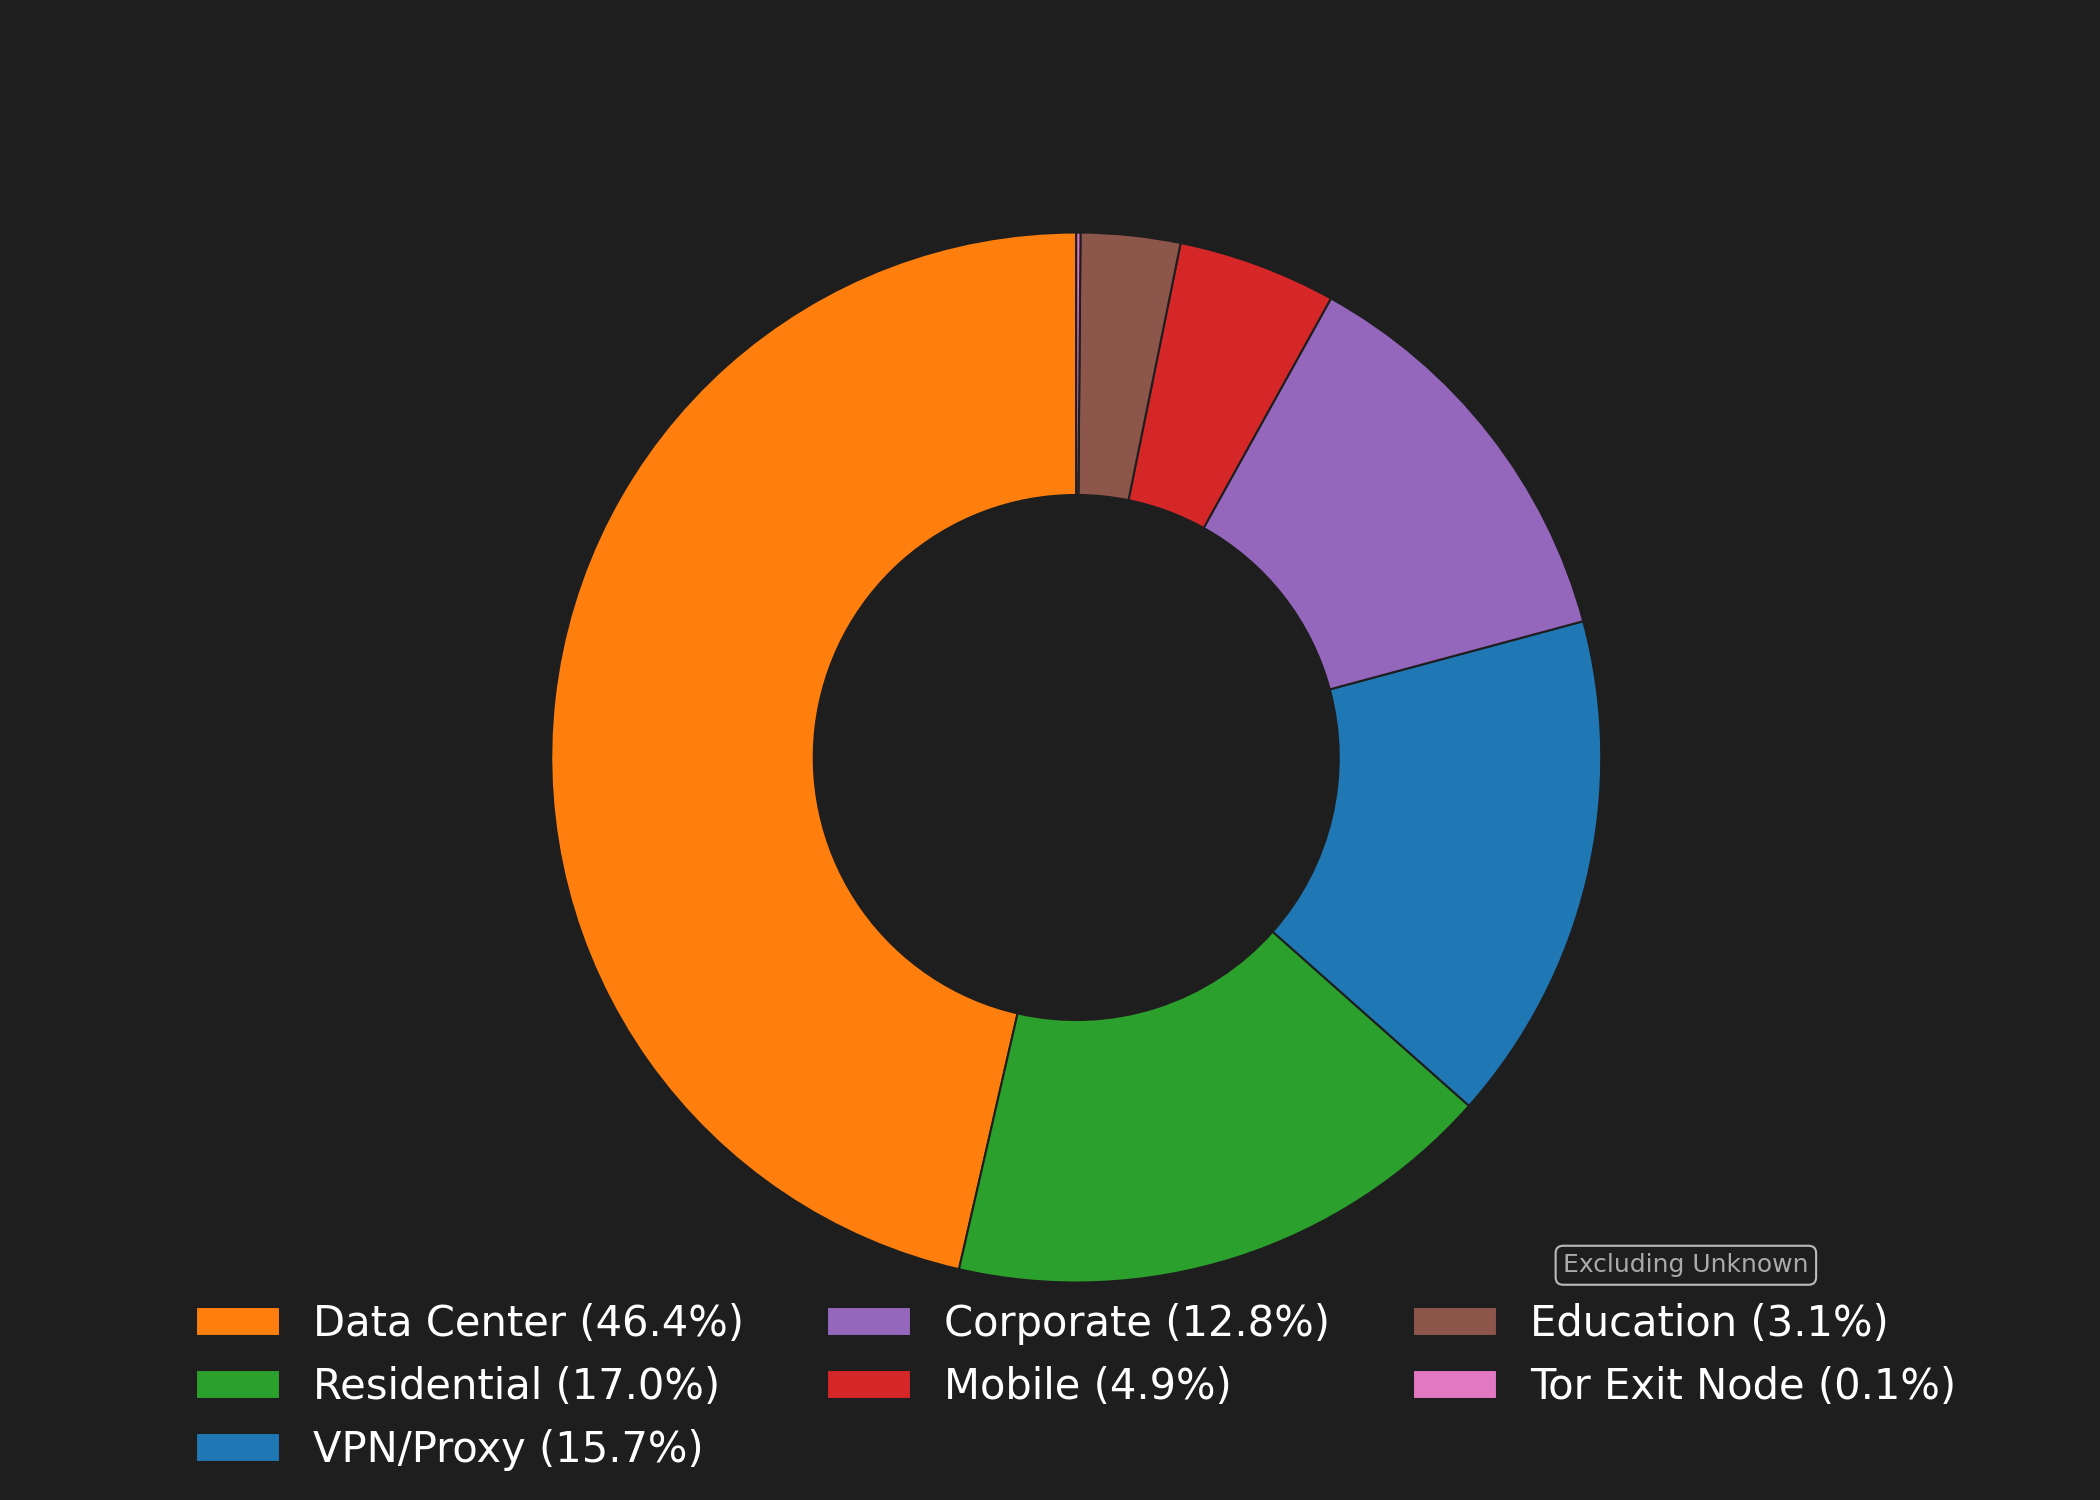 Excluding Unknown
Data Center (46.4%)
Residential (17.0%)
VPN/Proxy (15.7%)
Corporate (12.8%)
Mobile (4.9%)
Education (3.1%)
Tor Exit Node (0.1%)